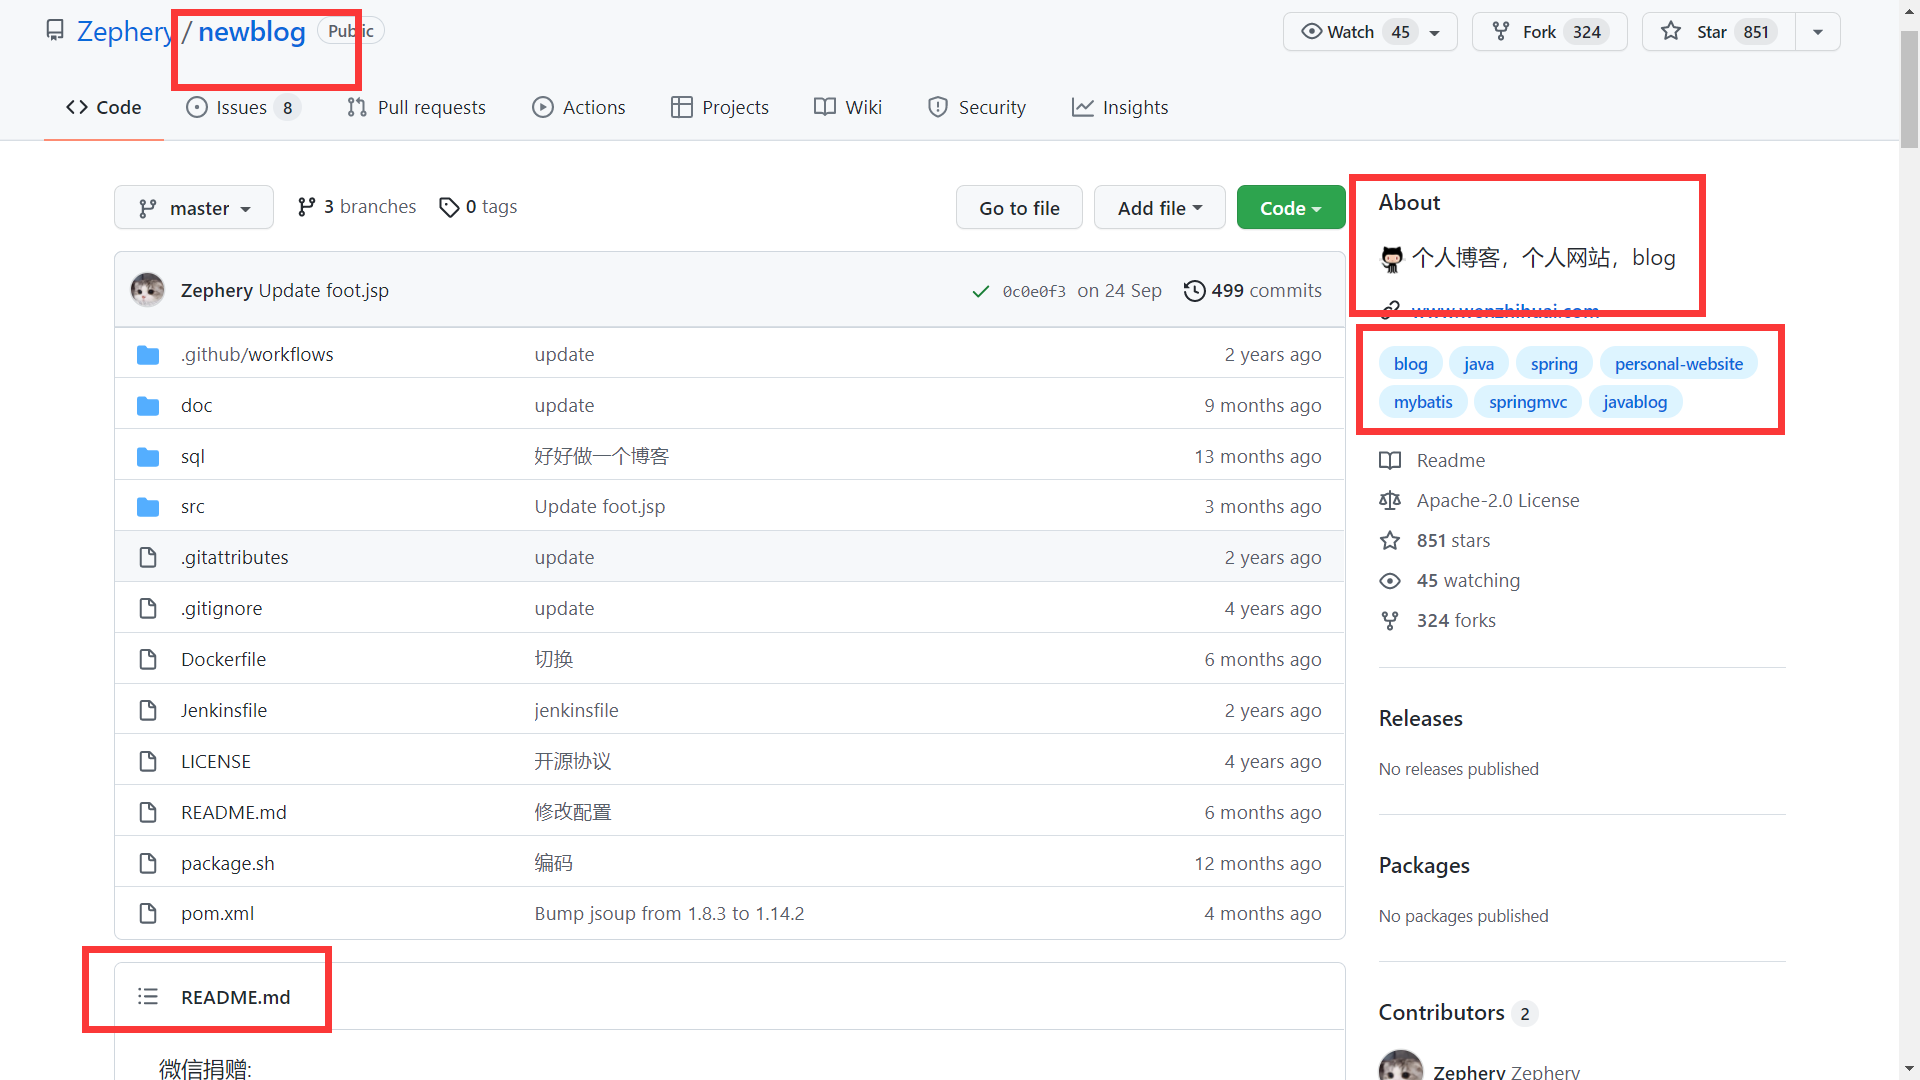 Zephery / newblog Public
Watch 45 Fork 324 Star 851
Code Issues 8 Pull requests Actions Projects Wiki Security Insights
master 3 branches 0 tags Go to file Add file Code
Zephery Update foot.jsp 0c0e0f3 on 24 Sep 499 commits
.github/workflows update 2 years ago
doc update 9 months ago
sql 好好做一个博客 13 months ago
src Update foot.jsp 3 months ago
.gitattributes update 2 years ago
.gitignore update 4 years ago
Dockerfile 切换 6 months ago
Jenkinsfile jenkinsfile 2 years ago
LICENSE 开源协议 4 years ago
README.md 修改配置 6 months ago
package.sh 编码 12 months ago
pom.xml Bump jsoup from 1.8.3 to 1.14.2 4 months ago
README.md
微信捐赠:
About
个人博客，个人网站，blog
www.wenzhihuai.com
blog java spring personal-website
mybatis springmvc javablog
Readme
Apache-2.0 License
851 stars
45 watching
324 forks
Releases
No releases published
Packages
No packages published
Contributors 2
Zephery Zephery